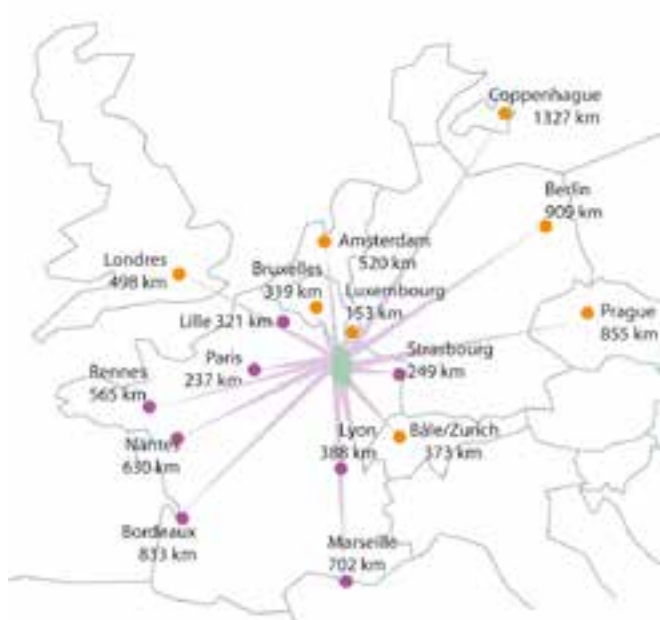 Coppenhague
1327 km
Berlin
909 km
Amsterdam
520 km
Londres
498 km
Bruxelles
319 km
Luxembourg
153 km
Lille 321 km
Prague
855 km
Paris
237 km
Strasbourg
249 km
Rennes
565 km
Nantes
630 km
Lyon
388 km
Bâle/Zurich
373 km
Bordeaux
833 km
Marseille
702 km